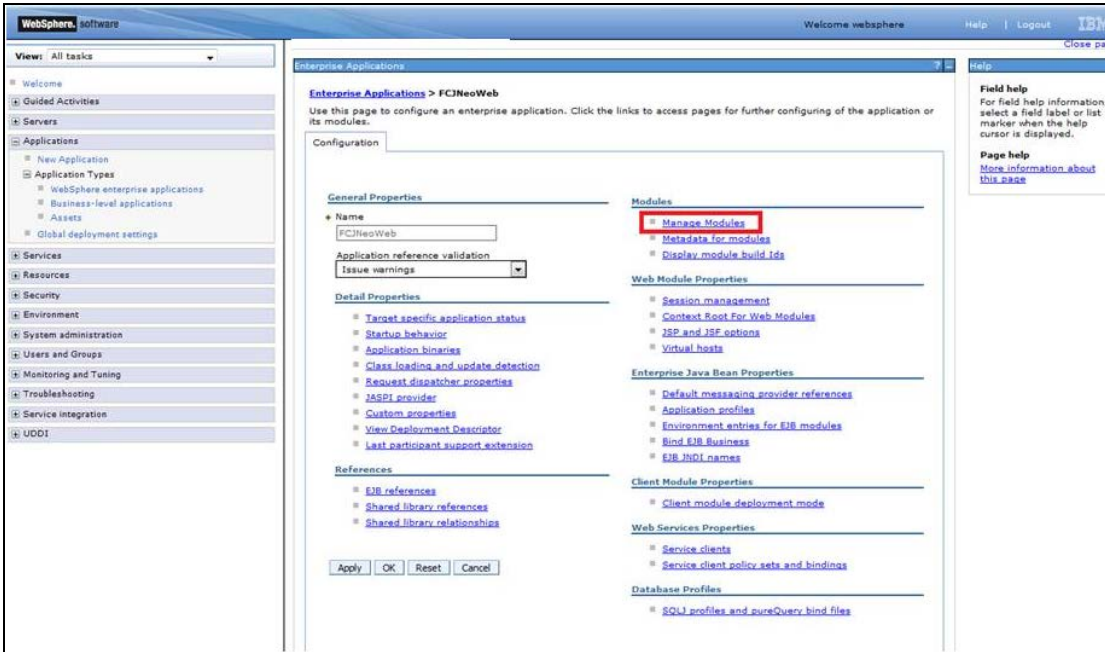 WebSphere. software
Welcome websphere
Help | Logout
IBM
Close pa
View: All tasks
Welcome
Guided Activities
Servers
Applications
New Application
Application Types
WebSphere enterprise applications
Business-level applications
Assets
Global deployment settings
Services
Resources
Security
Environment
System administration
Users and Groups
Monitoring and Tuning
Troubleshooting
Service integration
UDDI
Enterprise Applications
Enterprise Applications > FCJNeoWeb
Use this page to configure an enterprise application. Click the links to access pages for further configuring of the application or
its modules.
Configuration
General Properties
Name
FCJNeoWeb
Application reference validation
Issue warnings
Detail Properties
Target specific application status
Startup behavior
Application binaries
Class loading and update detection
Request dispatcher properties
JASPI provider
Custom properties
View Deployment Descriptor
Last participant support extension
References
EJB references
Shared library references
Shared library relationships
Apply OK Reset Cancel
Modules
Manage Modules
Metadata for modules
Display module build Ids
Web Module Properties
Session management
Context Root For Web Modules
JSP and JSF options
Virtual hosts
Enterprise Java Bean Properties
Default messaging provider references
Application profiles
Environment entries for EJB modules
Bind EJB Business
EJB JNDI names
Client Module Properties
Client module deployment mode
Web Services Properties
Service clients
Service client policy sets and bindings
Database Profiles
SQLJ profiles and pureQuery bind files
Help
Field help
For field help information,
select a field label or list
marker when the help
cursor is displayed.
Page help
More information about
this page